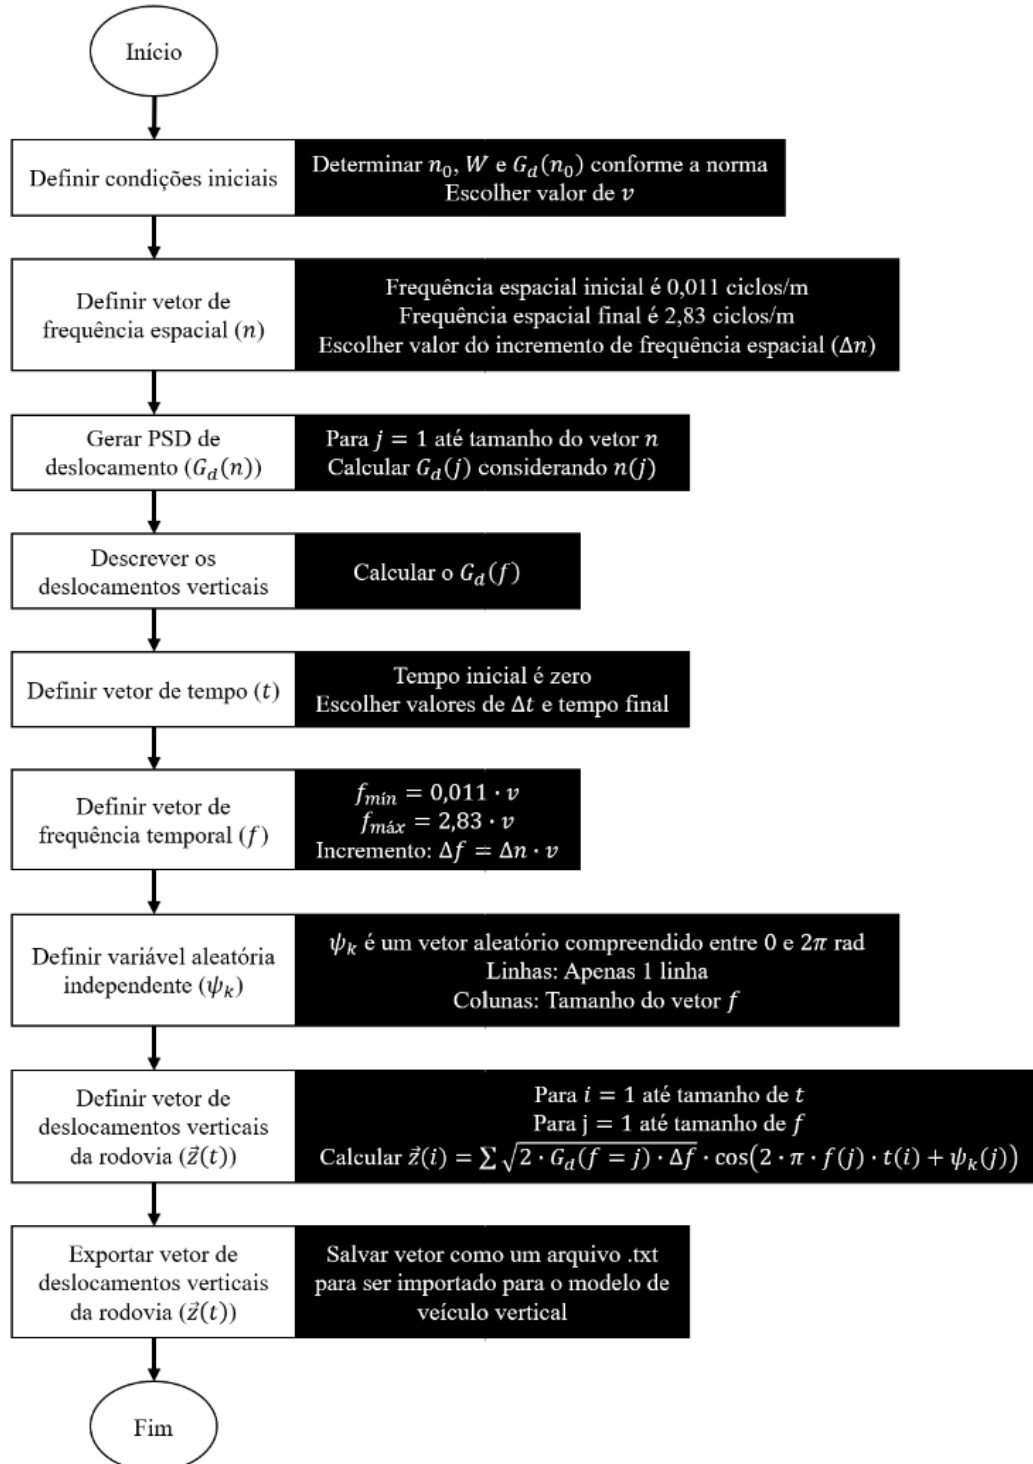 Início
Definir condições iniciais
Determinar n₀, W e G_d(n₀) conforme a norma
Escolher valor de v
Definir vetor de
frequência espacial (n)
Frequência espacial inicial é 0,011 ciclos/m
Frequência espacial final é 2,83 ciclos/m
Escolher valor do incremento de frequência espacial (Δn)
Gerar PSD de
deslocamento (G_d(n))
Para j = 1 até tamanho do vetor n
Calcular G_d(j) considerando n(j)
Descrever os
deslocamentos verticais
Calcular o G_d(f)
Definir vetor de tempo (t)
Tempo inicial é zero
Escolher valores de Δt e tempo final
Definir vetor de
frequência temporal (f)
f_mín = 0,011 · v
f_máx = 2,83 · v
Incremento: Δf = Δn · v
Definir variável aleatória
independente (ψ_k)
ψ_k é um vetor aleatório compreendido entre 0 e 2π rad
Linhas: Apenas 1 linha
Colunas: Tamanho do vetor f
Definir vetor de
deslocamentos verticais
da rodovia (z⃗(t))
Para i = 1 até tamanho de t
Para j = 1 até tamanho de f
Calcular z⃗(i) = ∑ √(2 · G_d(f = j) · Δf) · cos(2 · π · f(j) · t(i) + ψ_k(j))
Exportar vetor de
deslocamentos verticais
da rodovia (z⃗(t))
Salvar vetor como um arquivo .txt
para ser importado para o modelo de
veículo vertical
Fim